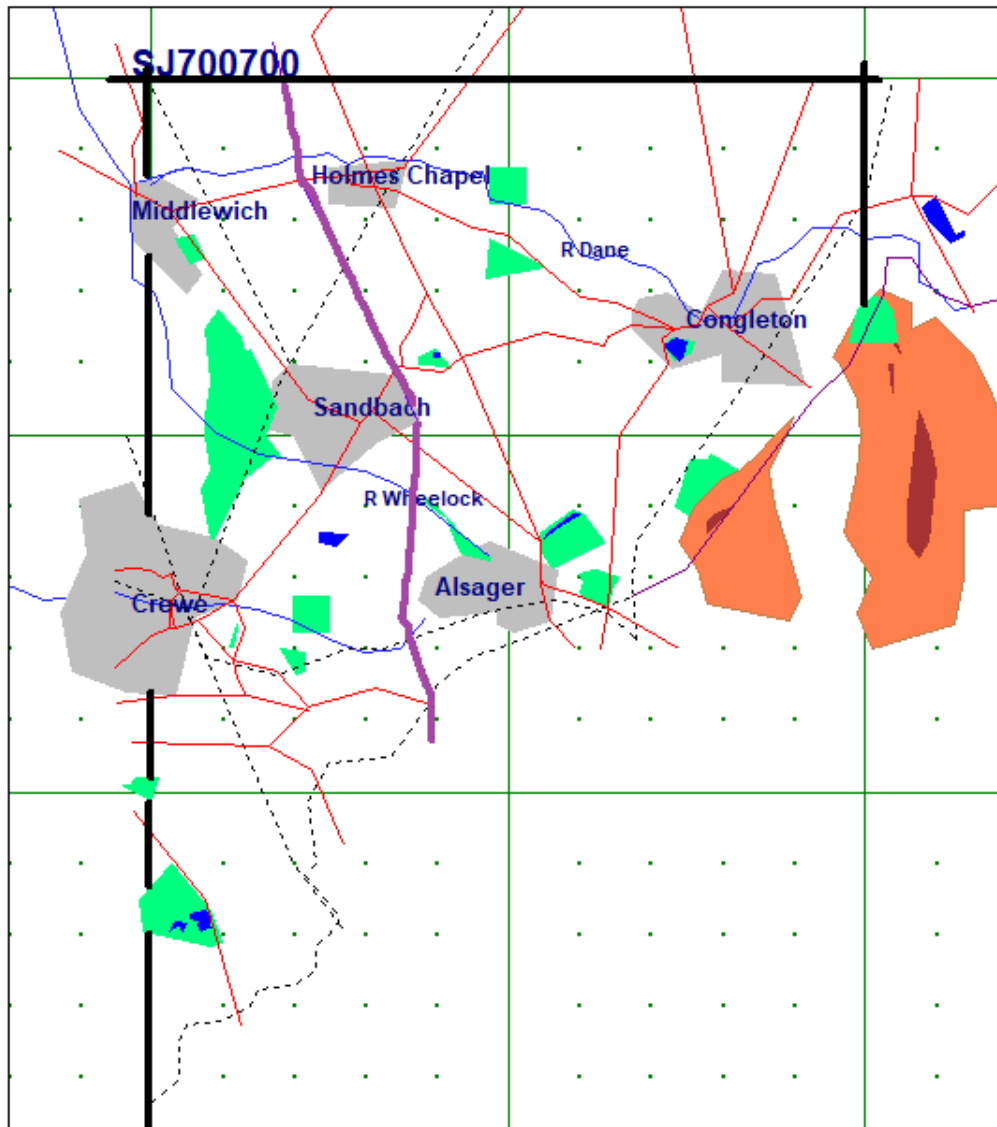 SJ700700
Holmes Chapel
Middlewich
R Dane
Congleton
Sandbach
R Wheelock
Alsager
Crewe